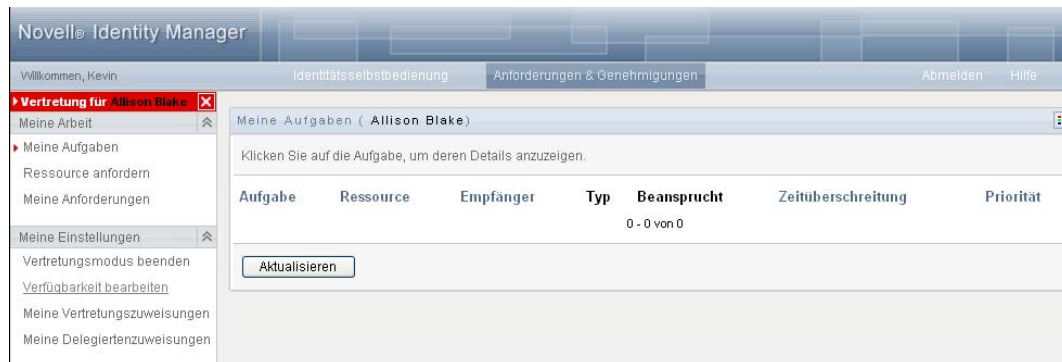 Novell® Identity Manager
Willkommen, Kevin
Identitätsselbstbedienung
Anforderungen & Genehmigungen
Abmelden
Hilfe
Vertretung für Allison Blake
Meine Arbeit
Meine Aufgaben
Ressource anfordern
Meine Anforderungen
Meine Einstellungen
Vertretungsmodus beenden
Verfügbarkeit bearbeiten
Meine Vertretungszuweisungen
Meine Delegiertenzuweisungen
Meine Aufgaben ( Allison Blake)
Klicken Sie auf die Aufgabe, um deren Details anzuzeigen.
Aufgabe Ressource Empfänger Typ Beansprucht Zeitüberschreitung Priorität
0 - 0 von 0
Aktualisieren